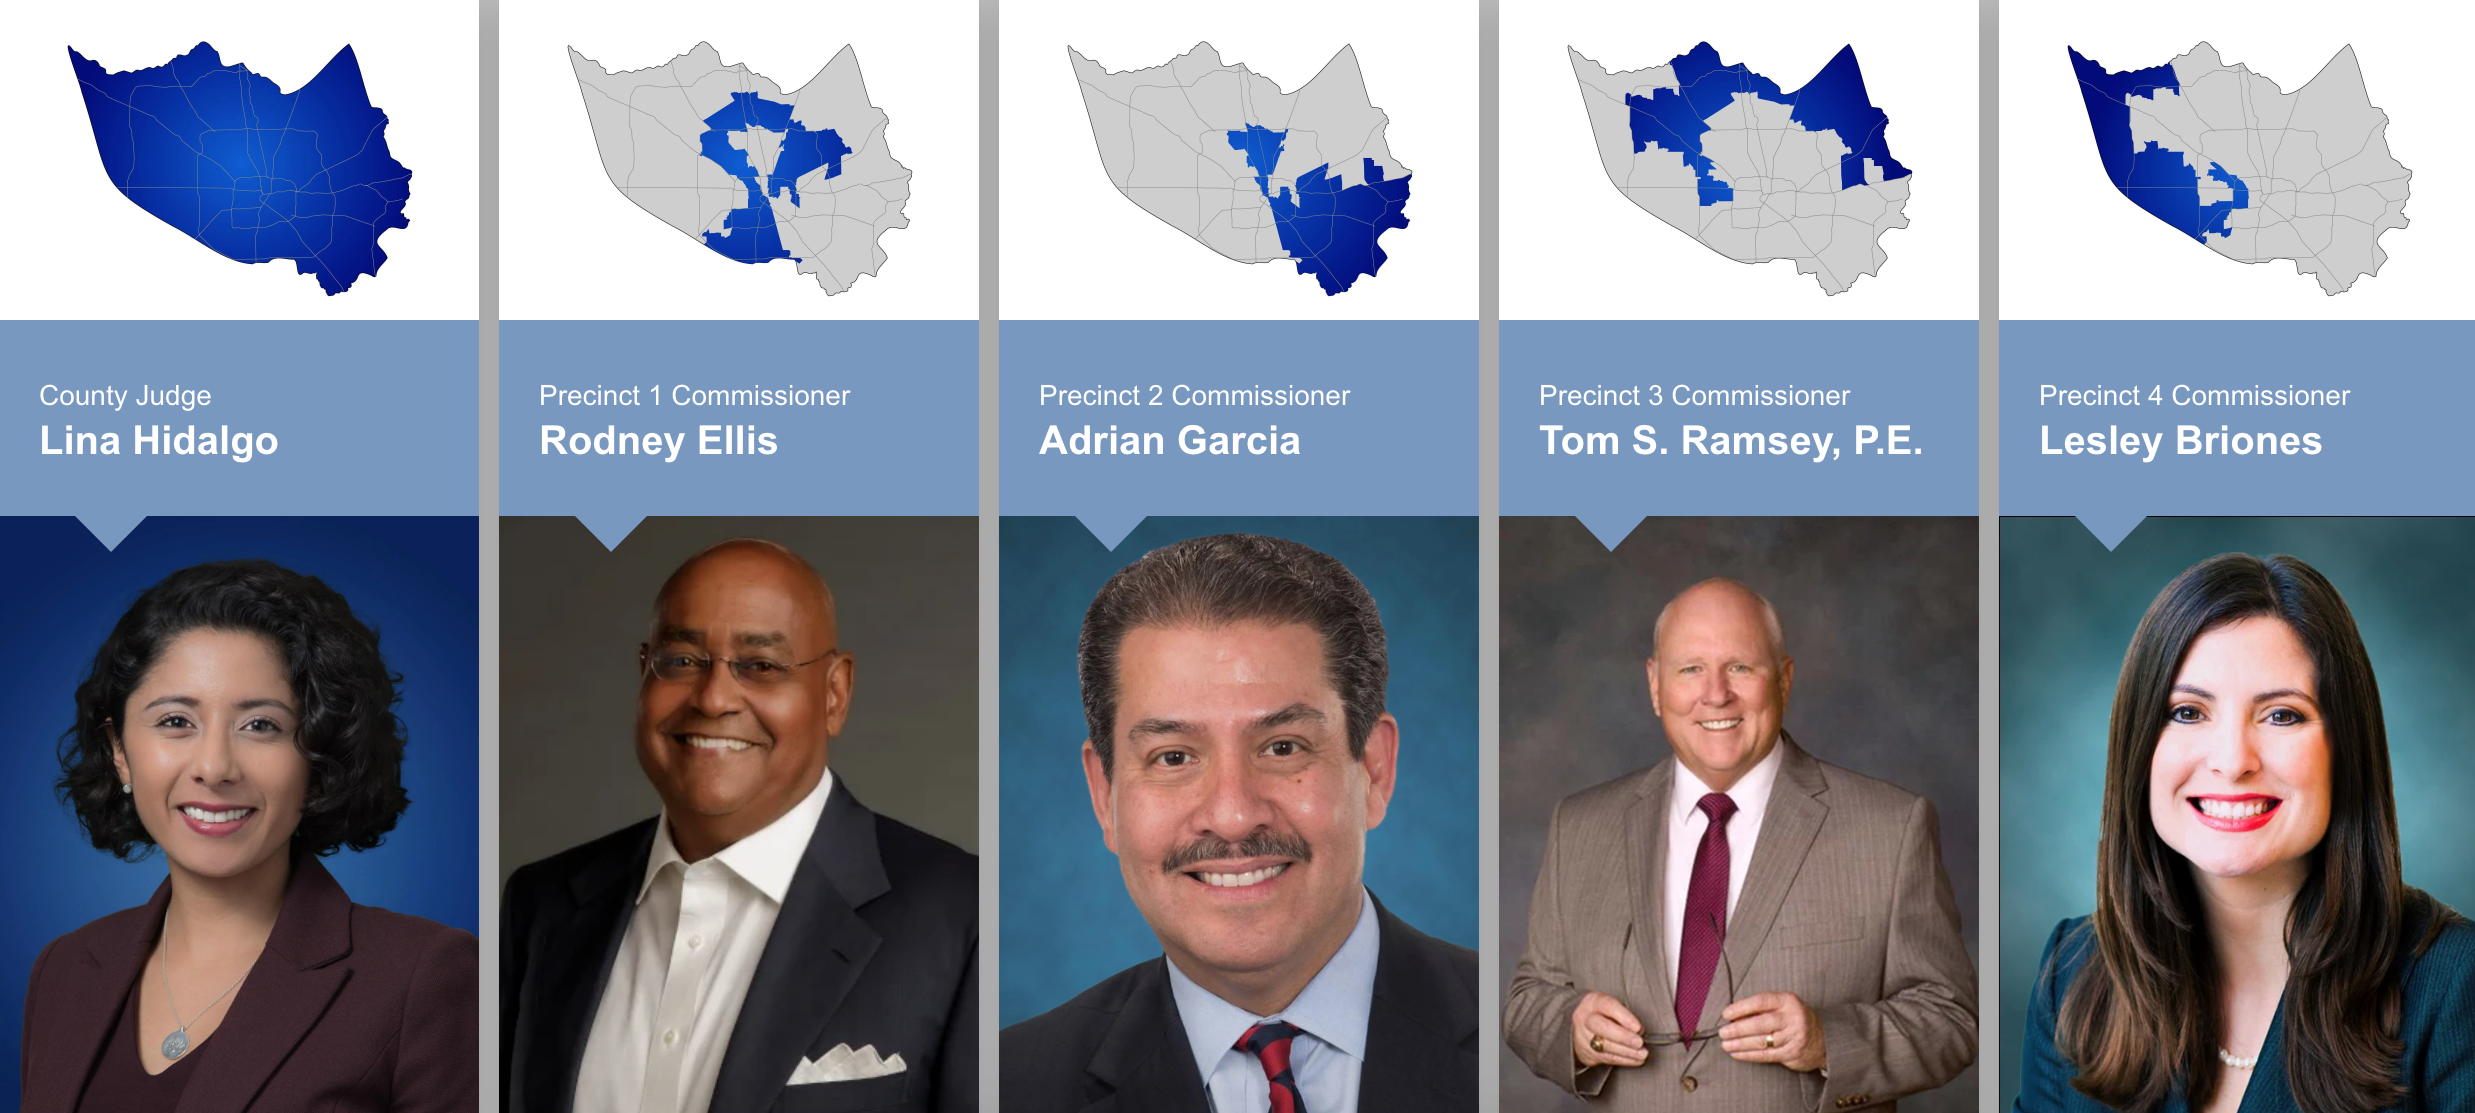 County Judge
Lina Hidalgo
Precinct 1 Commissioner
Rodney Ellis
Precinct 2 Commissioner
Adrian Garcia
Precinct 3 Commissioner
Tom S. Ramsey, P.E.
Precinct 4 Commissioner
Lesley Briones